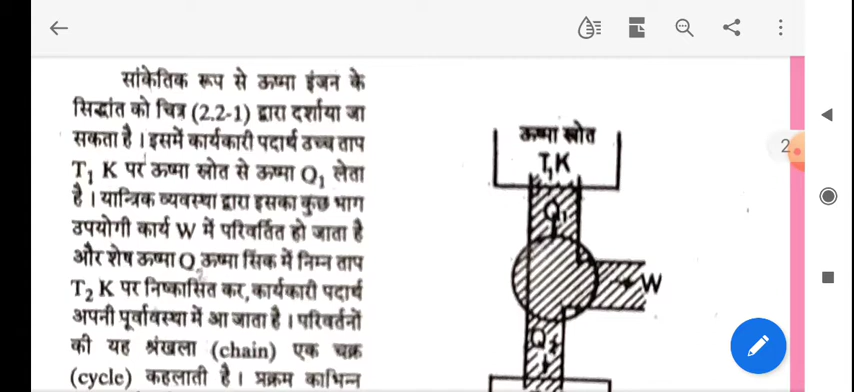 सांकेतिक रूप से ऊष्मा इंजन के
सिद्धांत को चित्र (2.2-1) द्वारा दर्शाया जा
सकता है। इसमें कार्यकारी पदार्थ उच्च ताप
T₁ K पर ऊष्मा स्रोत से ऊष्मा Q₁ लेता
है। यान्त्रिक व्यवस्था द्वारा इसका कुछ भाग
उपयोगी कार्य W में परिवर्तित हो जाता है
और शेष ऊष्मा Q₂ ऊष्मा सिंक में निम्न ताप
T₂ K पर निष्कासित कर, कार्यकारी पदार्थ
अपनी पूर्वावस्था में आ जाता है। परिवर्तनों
की यह श्रंखला (chain) एक चक्र
(cycle) कहलाती है। प्रक्रम काभिन्न
ऊष्मा स्रोत
T₁K
Q₁
W
Q₂
2